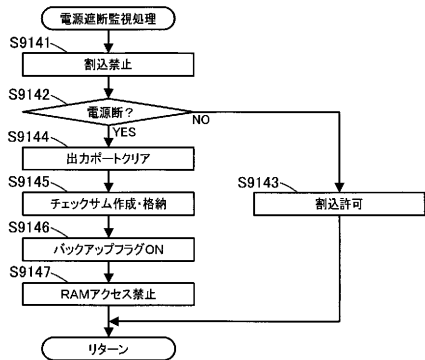 電源遮断監視処理
S9141
割込禁止
S9142
電源断？
NO
YES
S9144
出力ポートクリア
S9145
チェックサム作成・格納
S9143
割込許可
S9146
バックアップフラグON
S9147
RAMアクセス禁止
リターン